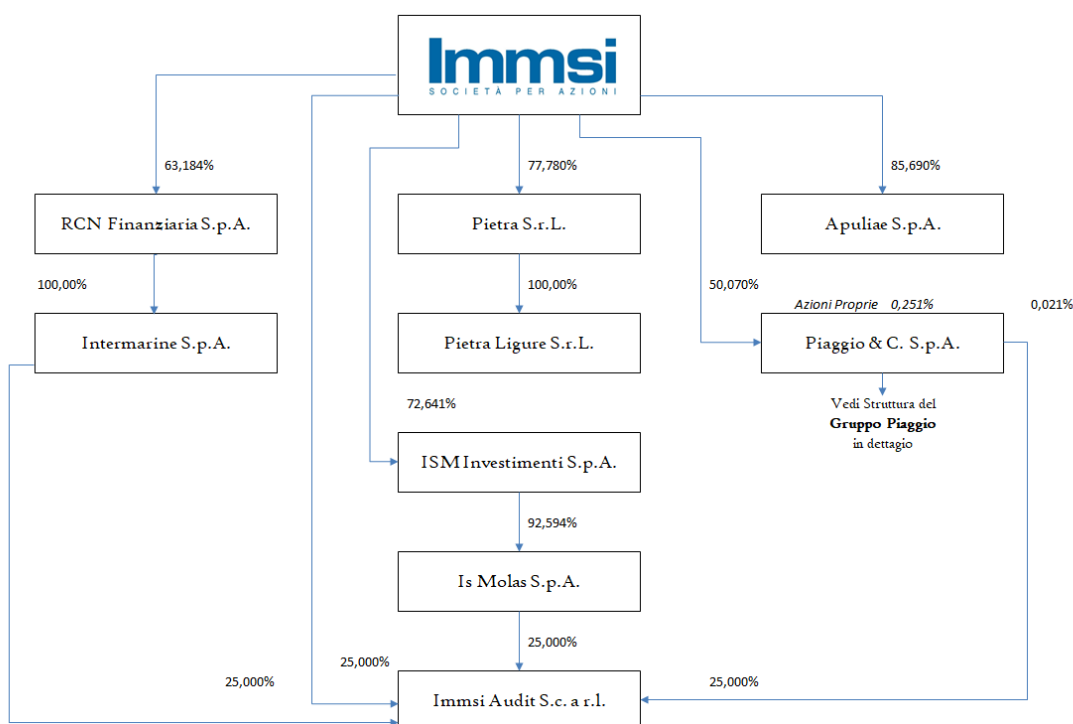 Immsi
SOCIETÀ PER AZIONI
63,184%
77,780%
85,690%
RCN Finanziaria S.p.A.
Pietra S.r.L.
Apuliae S.p.A.
100,00%
100,00%
50,070%
Azioni Proprie 0,251%
0,021%
Intermarine S.p.A.
Pietra Ligure S.r.L.
Piaggio & C. S.p.A.
Vedi Struttura del
Gruppo Piaggio
in dettagio
72,641%
ISM Investimenti S.p.A.
92,594%
Is Molas S.p.A.
25,000%
25,000%
25,000%
25,000%
Immsi Audit S.c. a r.l.